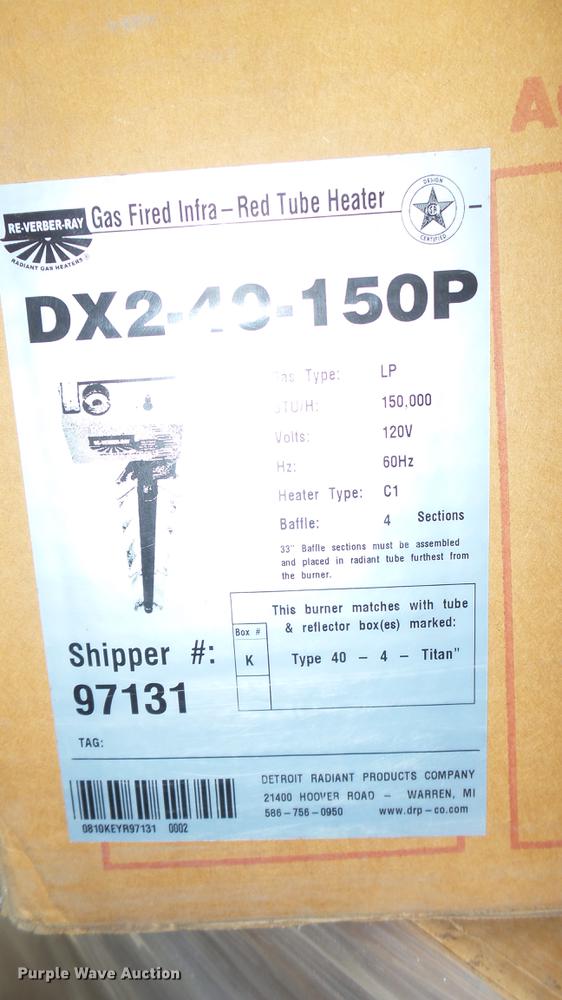 RE-VERBER-RAY
RADIANT GAS HEATERS®
Gas Fired Infra-Red Tube Heater
DESIGN
CERTIFIED
DX2-40-150P
Gas Type: LP
BTU/H: 150,000
Volts: 120V
Hz: 60Hz
Heater Type: C1
Baffle: 4 Sections
33" Baffle sections must be assembled
and placed in radiant tube furthest from
the burner.
RE-VERBER-RAY
This burner matches with tube
& reflector box(es) marked:
Box #
K Type 40 - 4 - Titan"
Shipper #:
97131
TAG:
0810KEYR97131 0002
DETROIT RADIANT PRODUCTS COMPANY
21400 HOOVER ROAD - WARREN, MI
586-756-0950 www.drp-co.com
Purple Wave Auction